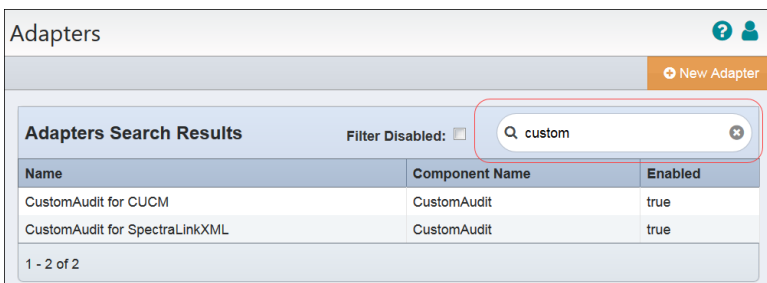 Adapters
New Adapter
Adapters Search Results Filter Disabled: custom
Name Component Name Enabled
CustomAudit for CUCM CustomAudit true
CustomAudit for SpectraLinkXML CustomAudit true
1 - 2 of 2